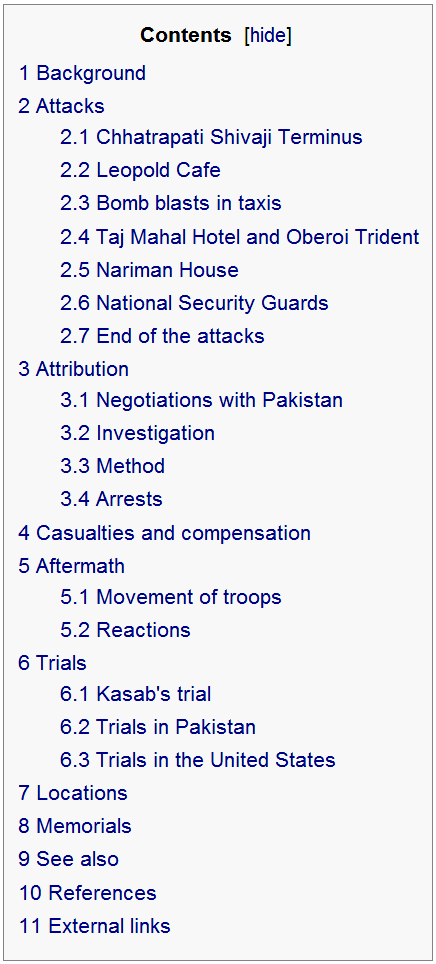 Contents [hide]
1 Background
2 Attacks
2.1 Chhatrapati Shivaji Terminus
2.2 Leopold Cafe
2.3 Bomb blasts in taxis
2.4 Taj Mahal Hotel and Oberoi Trident
2.5 Nariman House
2.6 National Security Guards
2.7 End of the attacks
3 Attribution
3.1 Negotiations with Pakistan
3.2 Investigation
3.3 Method
3.4 Arrests
4 Casualties and compensation
5 Aftermath
5.1 Movement of troops
5.2 Reactions
6 Trials
6.1 Kasab's trial
6.2 Trials in Pakistan
6.3 Trials in the United States
7 Locations
8 Memorials
9 See also
10 References
11 External links